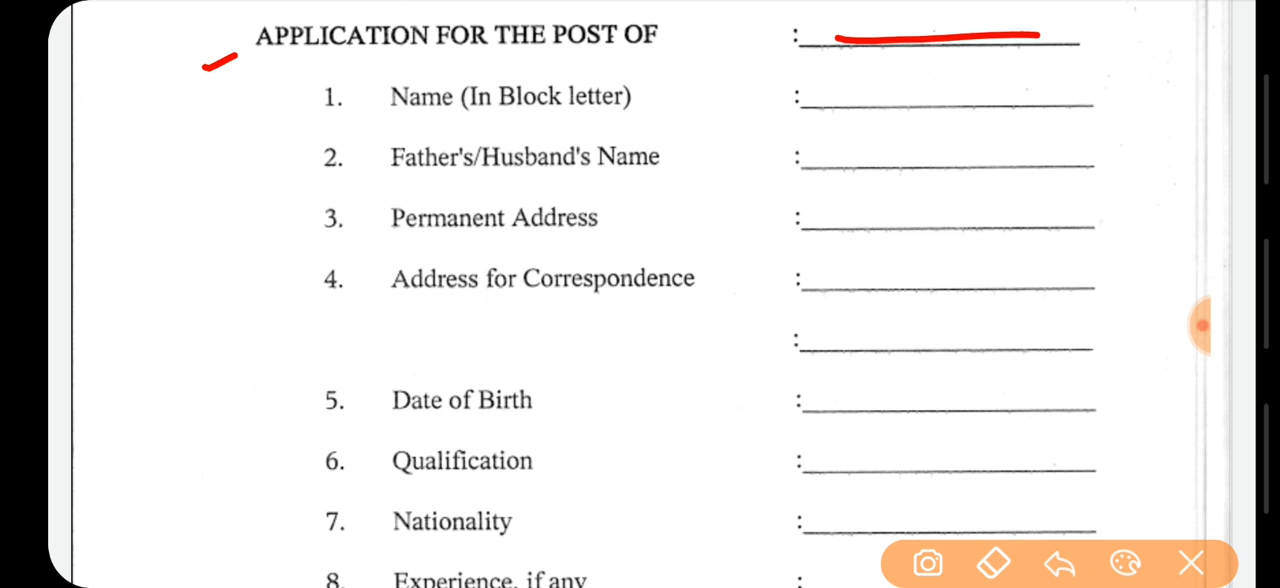 APPLICATION FOR THE POST OF :
1. Name (In Block letter) :
2. Father's/Husband's Name :
3. Permanent Address :
4. Address for Correspondence :
:
5. Date of Birth :
6. Qualification :
7. Nationality :
8. Experience, if any :